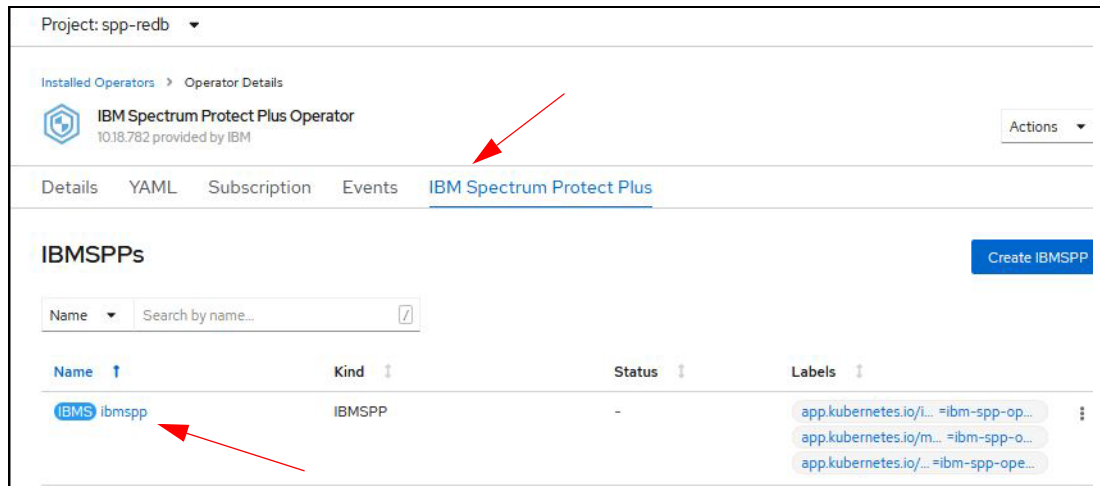 Project: spp-redb
Installed Operators > Operator Details
IBM Spectrum Protect Plus Operator
10.18.782 provided by IBM
Actions
Details YAML Subscription Events IBM Spectrum Protect Plus
IBMSPPs
Create IBMSPP
Name Search by name... /
Name Kind Status Labels
IBMS ibmspp IBMSPP - app.kubernetes.io/i... =ibm-spp-op...
app.kubernetes.io/m... =ibm-spp-o...
app.kubernetes.io/... =ibm-spp-ope...